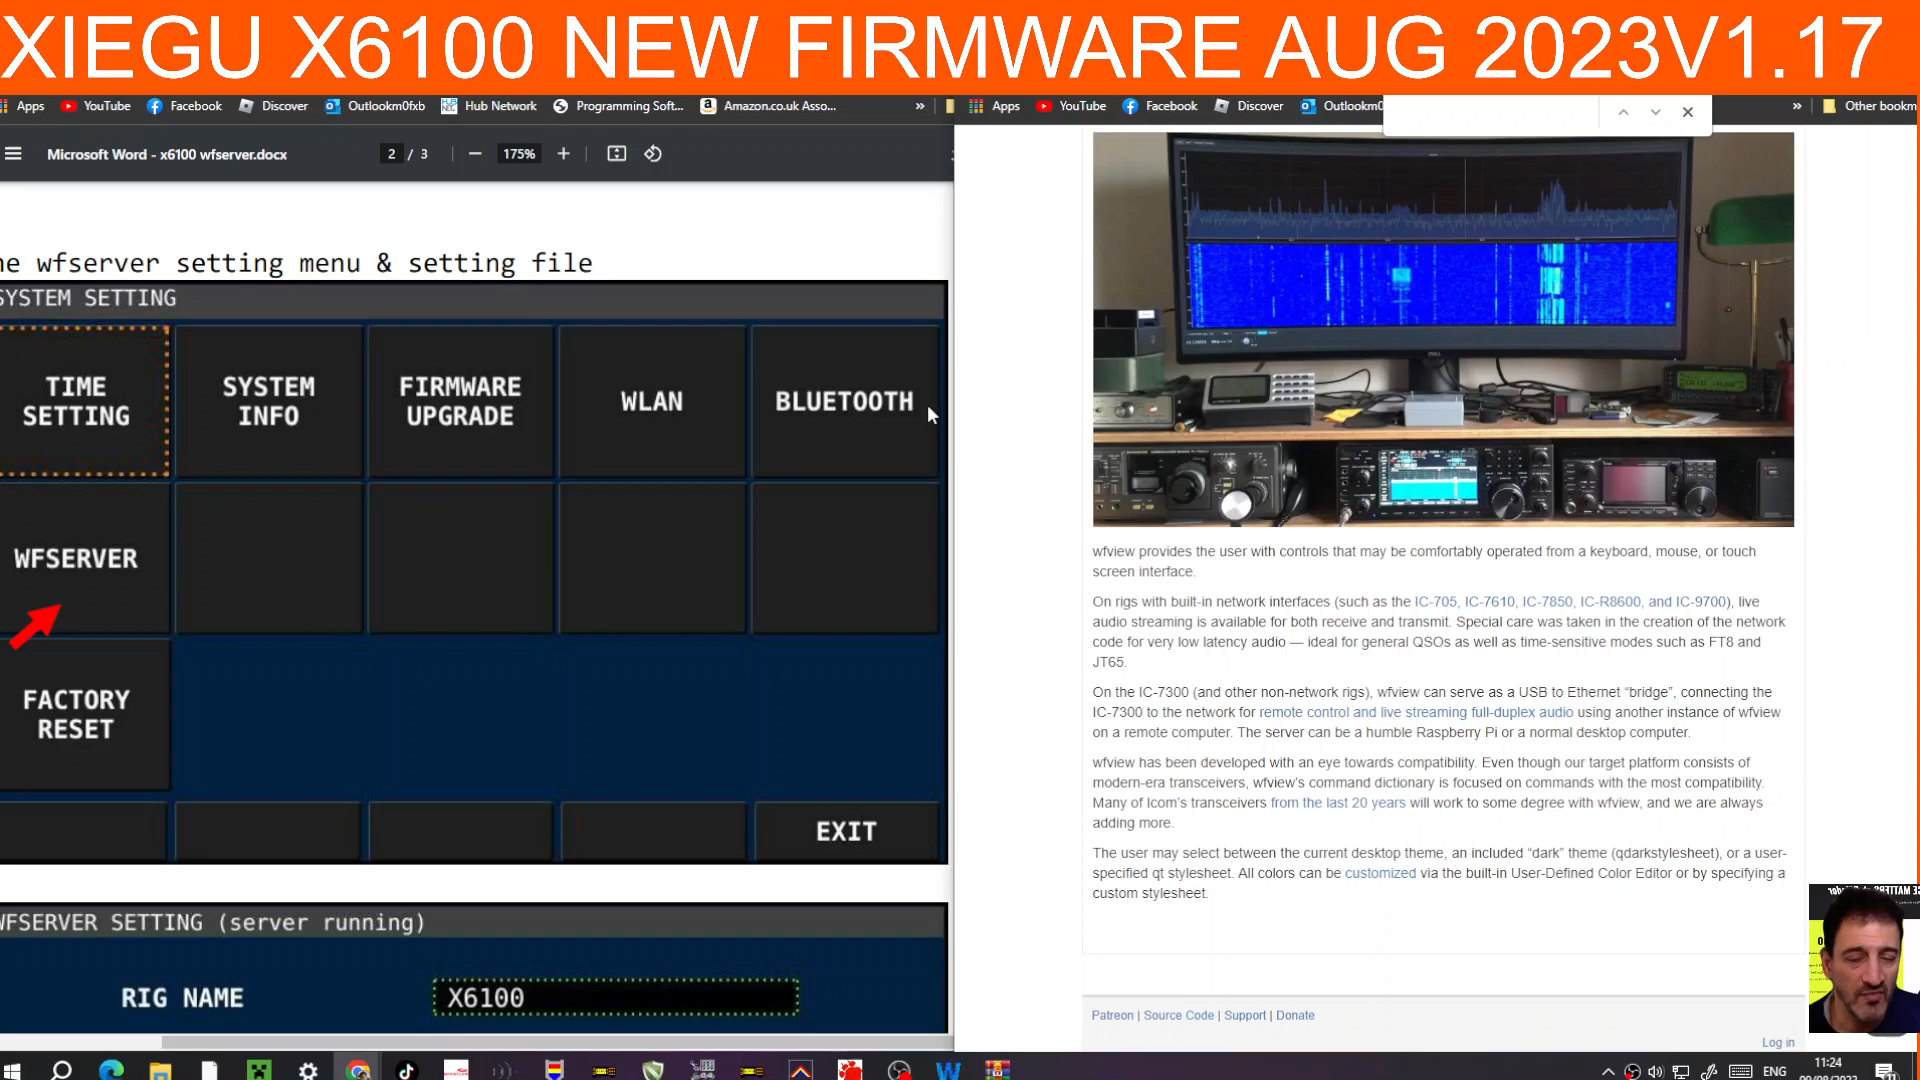 XIEGU X6100 NEW FIRMWARE AUG 2023V1.17
Apps YouTube Facebook Discover Outlookm0fxb Hub Network Programming Soft... Amazon.co.uk Asso... »
Apps YouTube Facebook Discover Outlookm0 » Other bookm
Microsoft Word - x6100 wfserver.docx 2 / 3 — 175% +
he wfserver setting menu & setting file
SYSTEM SETTING
TIME SETTING
SYSTEM INFO
FIRMWARE UPGRADE
WLAN
BLUETOOTH
WFSERVER
FACTORY RESET
EXIT
WFSERVER SETTING (server running)
RIG NAME X6100
wfview provides the user with controls that may be comfortably operated from a keyboard, mouse, or touch
screen interface.
On rigs with built-in network interfaces (such as the IC-705, IC-7610, IC-7850, IC-R8600, and IC-9700), live
audio streaming is available for both receive and transmit. Special care was taken in the creation of the network
code for very low latency audio — ideal for general QSOs as well as time-sensitive modes such as FT8 and
JT65.
On the IC-7300 (and other non-network rigs), wfview can serve as a USB to Ethernet “bridge”, connecting the
IC-7300 to the network for remote control and live streaming full-duplex audio using another instance of wfview
on a remote computer. The server can be a humble Raspberry Pi or a normal desktop computer.
wfview has been developed with an eye towards compatibility. Even though our target platform consists of
modern-era transceivers, wfview’s command dictionary is focused on commands with the most compatibility.
Many of Icom’s transceivers from the last 20 years will work to some degree with wfview, and we are always
adding more.
The user may select between the current desktop theme, an included “dark” theme (qdarkstylesheet), or a user-
specified qt stylesheet. All colors can be customized via the built-in User-Defined Color Editor or by specifying a
custom stylesheet.
Patreon | Source Code | Support | Donate
Log in
ENG 11:24